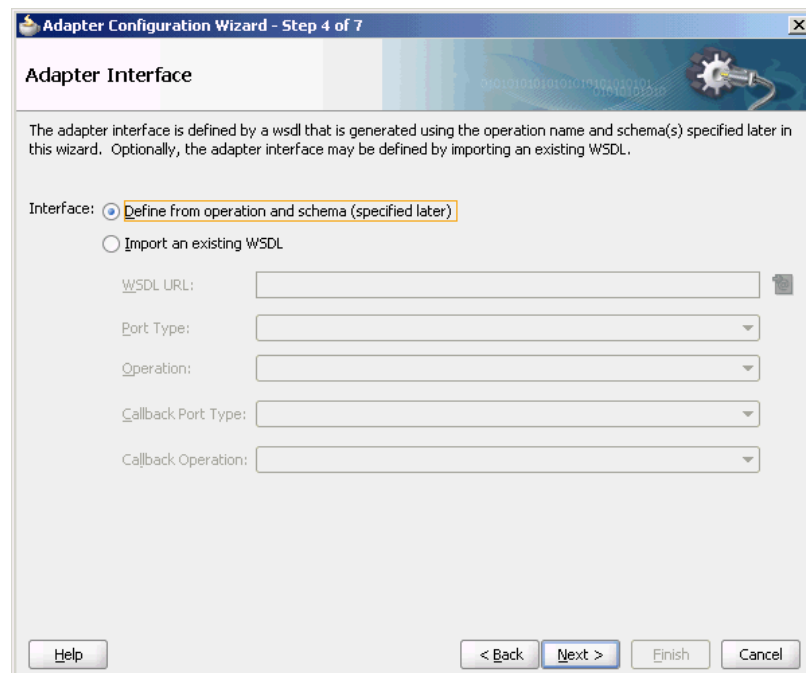 Adapter Configuration Wizard - Step 4 of 7
Adapter Interface
The adapter interface is defined by a wsdl that is generated using the operation name and schema(s) specified later in
this wizard.  Optionally, the adapter interface may be defined by importing an existing WSDL.
Interface: Define from operation and schema (specified later)
Import an existing WSDL
WSDL URL:
Port Type:
Operation:
Callback Port Type:
Callback Operation:
Help
< Back
Next >
Finish
Cancel